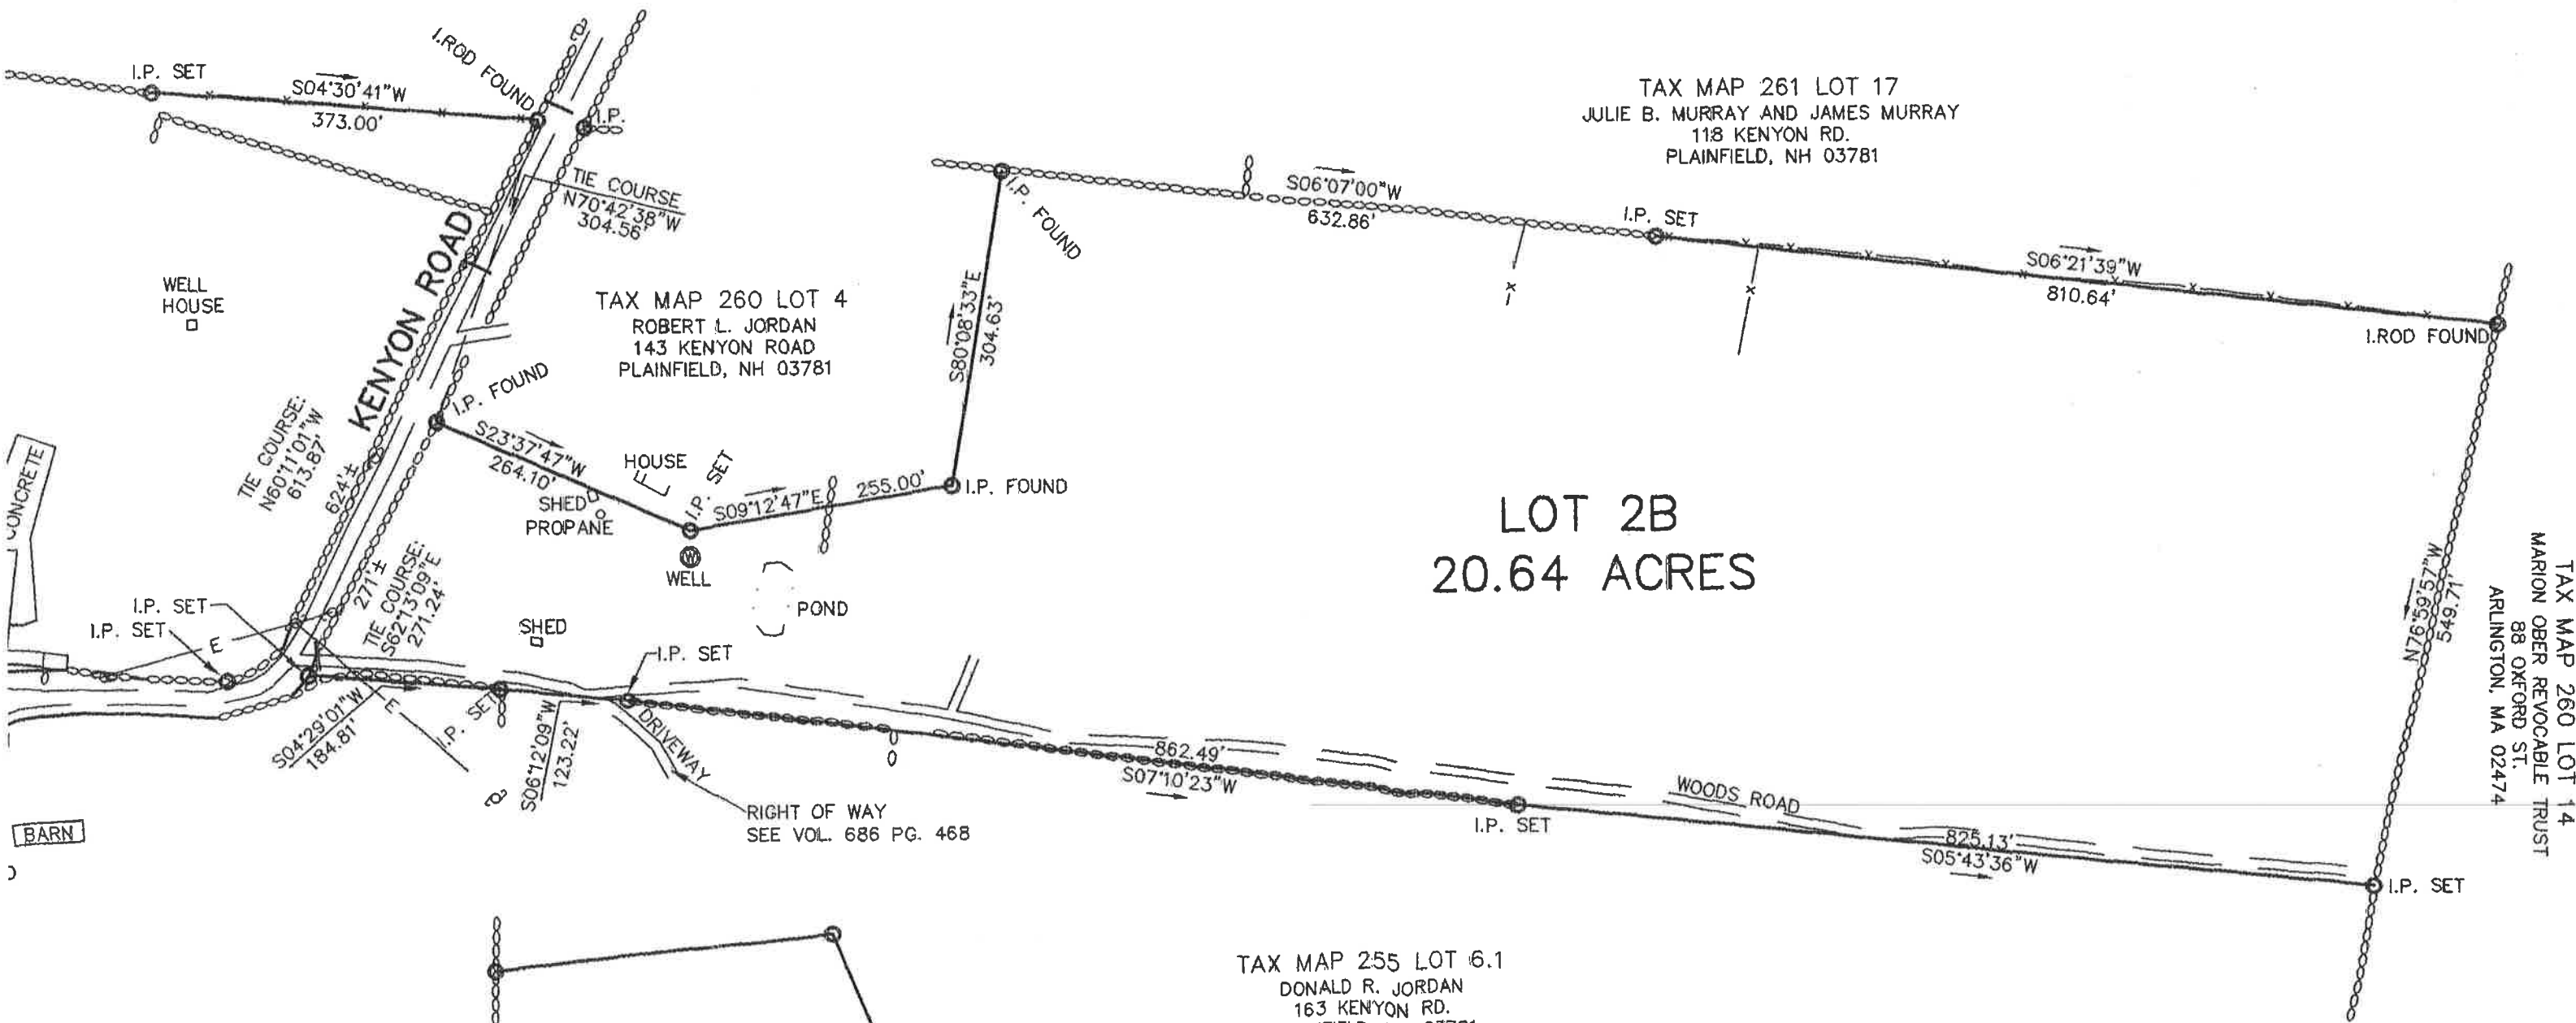 I.P. SET
S04°30'41"W
373.00'
I.ROD FOUND
I.P.
TIE COURSE
N70°42'38"W
304.56'
KENYON ROAD
WELL
HOUSE
TAX MAP 260 LOT 4
ROBERT L. JORDAN
143 KENYON ROAD
PLAINFIELD, NH 03781
TAX MAP 261 LOT 17
JULIE B. MURRAY AND JAMES MURRAY
118 KENYON RD.
PLAINFIELD, NH 03781
I.P. FOUND
S06°07'00"W
632.86'
I.P. SET
S06°21'39"W
810.64'
I.ROD FOUND
S80°08'33"E
304.63'
I.P. FOUND
S23°37'47"W
264.10'
HOUSE
I.P. SET
SHED
PROPANE
S09°12'47"E
255.00'
I.P. FOUND
W
WELL
POND
SHED
TIE COURSE:
N60°11'01"W
613.87'
624'±
271'±
TIE COURSE:
S62°13'09"E
271.24'
CONCRETE
I.P. SET
I.P. SET
E
E
LOT 2B
20.64 ACRES
N76°59'57"W
549.71'
TAX MAP 260 LOT 14
MARION OBER REVOCABLE TRUST
88 OXFORD ST.
ARLINGTON, MA 02474
S04°29'01"W
184.81'
I.P. SET
S06°12'09"W
123.22'
I.P. SET
DRIVEWAY
RIGHT OF WAY
SEE VOL. 686 PG. 468
862.49'
S07°10'23"W
I.P. SET
WOODS ROAD
825.13'
S05°43'36"W
I.P. SET
BARN
TAX MAP 255 LOT 6.1
DONALD R. JORDAN
163 KENYON RD.